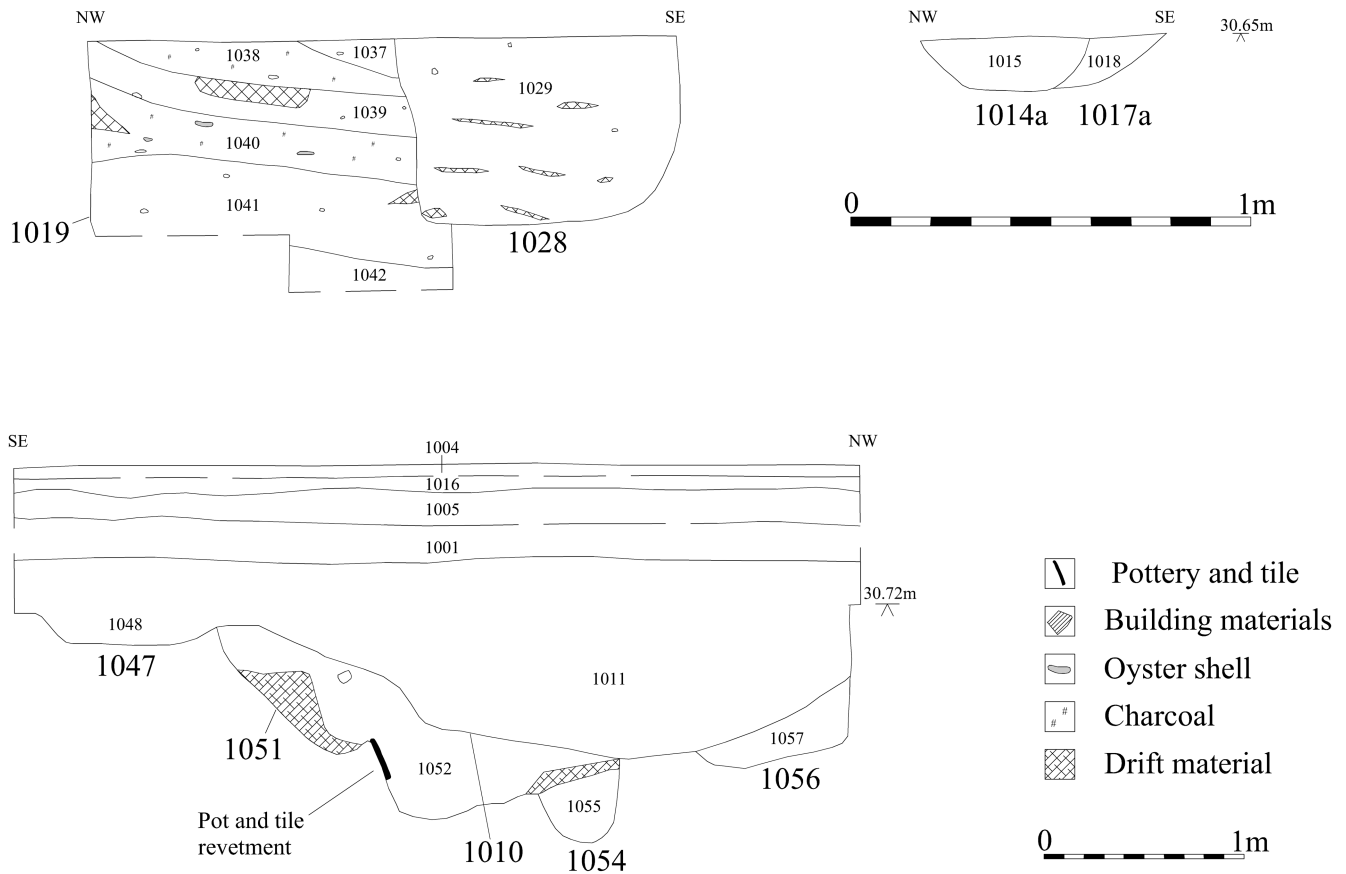 NW SE
1038 1037
1029
1039
1040
1041
1019
1028
1042
NW SE 30.65m
1015 1018
1014a 1017a
0 1m
SE NW
1004
1016
1005
1001
30.72m
1048
1047
1011
1051
1052
1057
1056
1055
Pot and tile
revetment
1010 1054
Pottery and tile
Building materials
Oyster shell
# # Charcoal
Drift material
0 1m